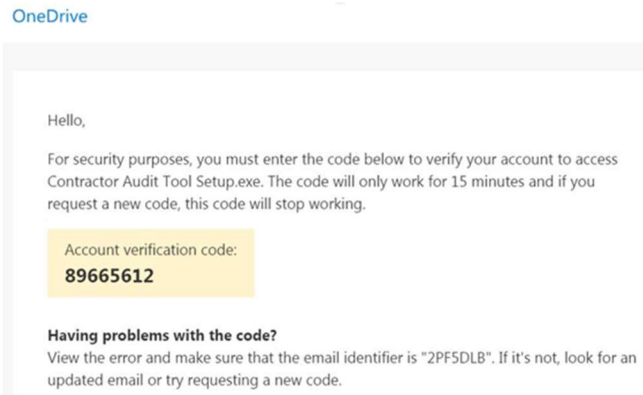 OneDrive
Hello,
For security purposes, you must enter the code below to verify your account to access
Contractor Audit Tool Setup.exe. The code will only work for 15 minutes and if you
request a new code, this code will stop working.
Account verification code:
89665612
Having problems with the code?
View the error and make sure that the email identifier is "2PF5DLB". If it's not, look for an
updated email or try requesting a new code.